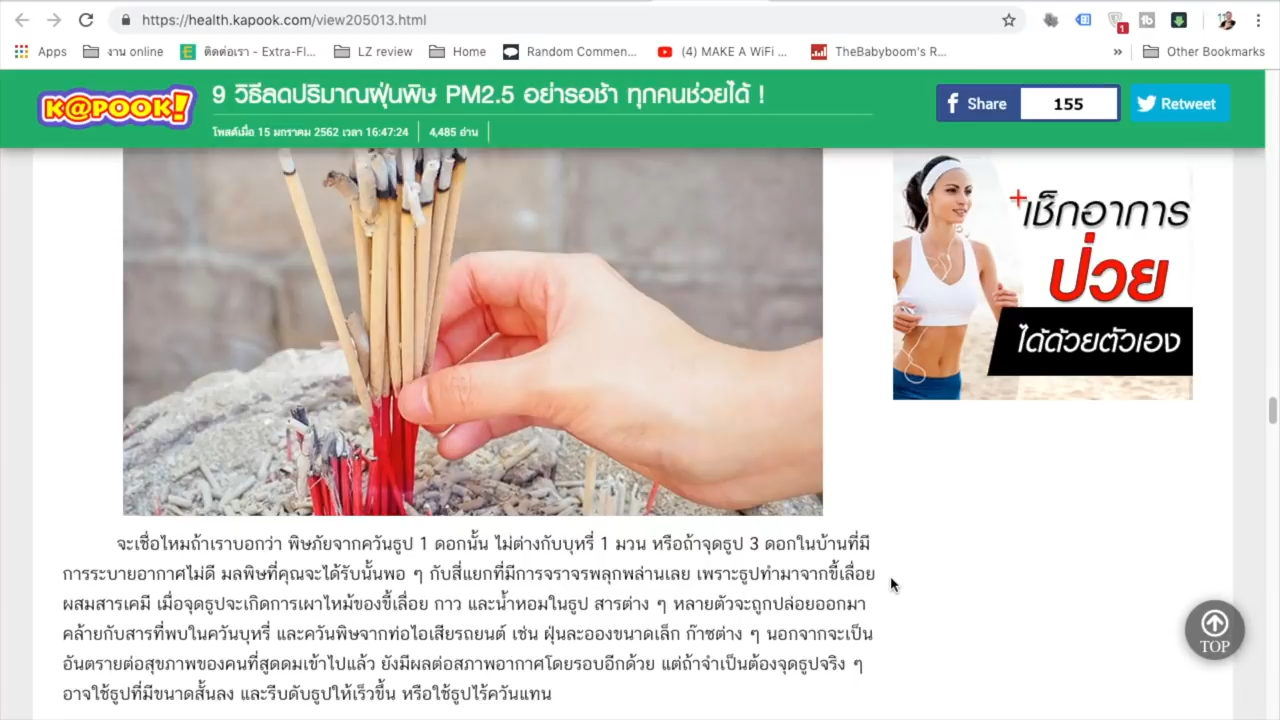 https://health.kapook.com/view205013.html
1
Apps งาน online ติดต่อเรา - Extra-Fl... LZ review Home Random Commen... (4) MAKE A WiFi ... TheBabyboom's R... » Other Bookmarks
K@POOK!
9 วิธีลดปริมาณฝุ่นพิษ PM2.5 อย่ารอช้า ทุกคนช่วยได้ !
โพสต์เมื่อ 15 มกราคม 2562 เวลา 16:47:24 4,485 อ่าน
Share 155 Retweet
เช็กอาการ
ป่วย
ได้ด้วยตัวเอง
จะเชื่อไหมถ้าเราบอกว่า พิษภัยจากควันธูป 1 ดอกนั้น ไม่ต่างกับบุหรี่ 1 มวน หรือถ้าจุดธูป 3 ดอกในบ้านที่มี
การระบายอากาศไม่ดี มลพิษที่คุณจะได้รับนั้นพอ ๆ กับสี่แยกที่มีการจราจรพลุกพล่านเลย เพราะธูปทำมาจากขี้เลื่อย
ผสมสารเคมี เมื่อจุดธูปจะเกิดการเผาไหม้ของขี้เลื่อย กาว และน้ำหอมในธูป สารต่าง ๆ หลายตัวจะถูกปล่อยออกมา
คล้ายกับสารที่พบในควันบุหรี่ และควันพิษจากท่อไอเสียรถยนต์ เช่น ฝุ่นละอองขนาดเล็ก ก๊าซต่าง ๆ นอกจากจะเป็น
อันตรายต่อสุขภาพของคนที่สูดดมเข้าไปแล้ว ยังมีผลต่อสภาพอากาศโดยรอบอีกด้วย แต่ถ้าจำเป็นต้องจุดธูปจริง ๆ
อาจใช้ธูปที่มีขนาดสั้นลง และรีบดับธูปให้เร็วขึ้น หรือใช้ธูปไร้ควันแทน
TOP